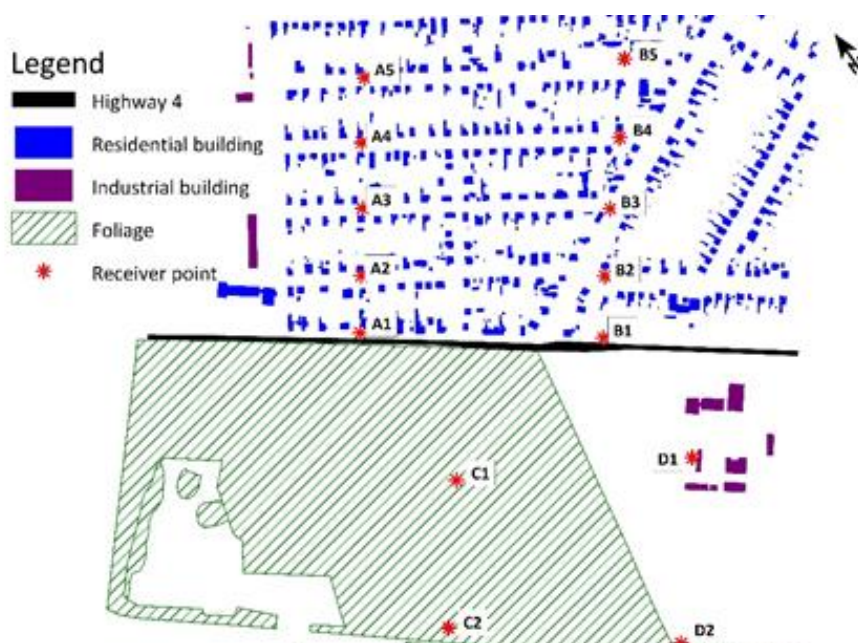 Legend
Highway 4
Residential building
Industrial building
Foliage
Receiver point
A5
B5
A4
B4
A3
B3
A2
B2
A1
B1
C1
D1
C2
D2
N